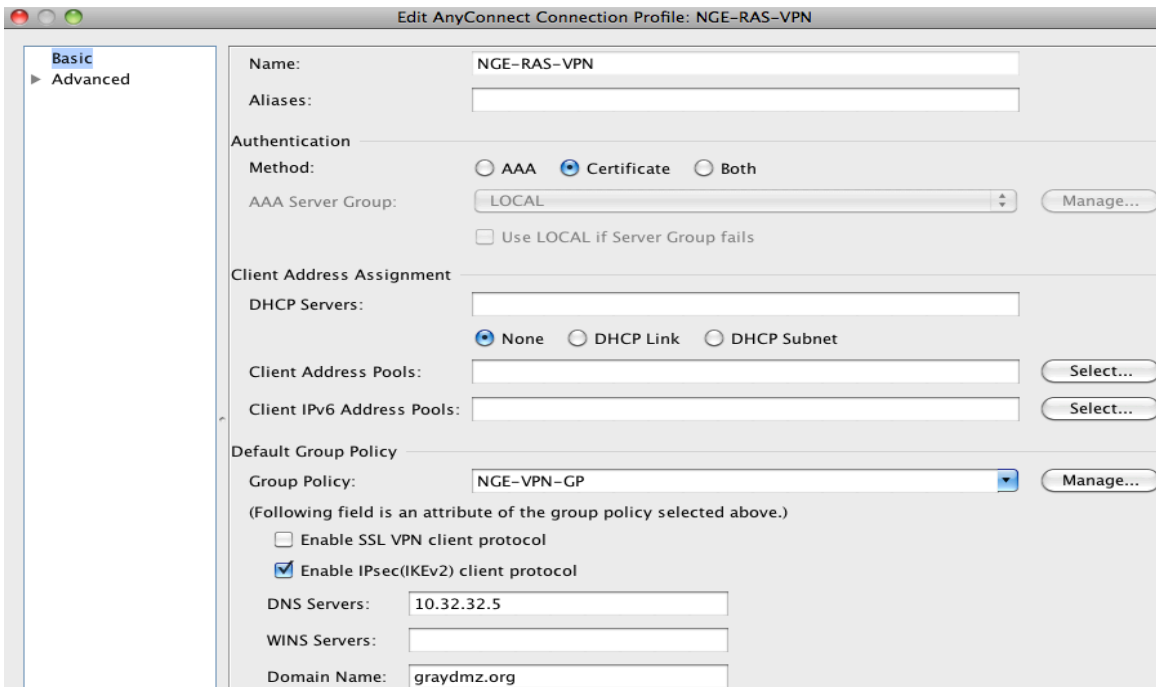 Edit AnyConnect Connection Profile: NGE-RAS-VPN
Basic
Advanced
Name: NGE-RAS-VPN
Aliases:
Authentication
Method: AAA Certificate Both
AAA Server Group: LOCAL Manage...
Use LOCAL if Server Group fails
Client Address Assignment
DHCP Servers:
None DHCP Link DHCP Subnet
Client Address Pools: Select...
Client IPv6 Address Pools: Select...
Default Group Policy
Group Policy: NGE-VPN-GP Manage...
(Following field is an attribute of the group policy selected above.)
Enable SSL VPN client protocol
Enable IPsec(IKEv2) client protocol
DNS Servers: 10.32.32.5
WINS Servers:
Domain Name: graydmz.org